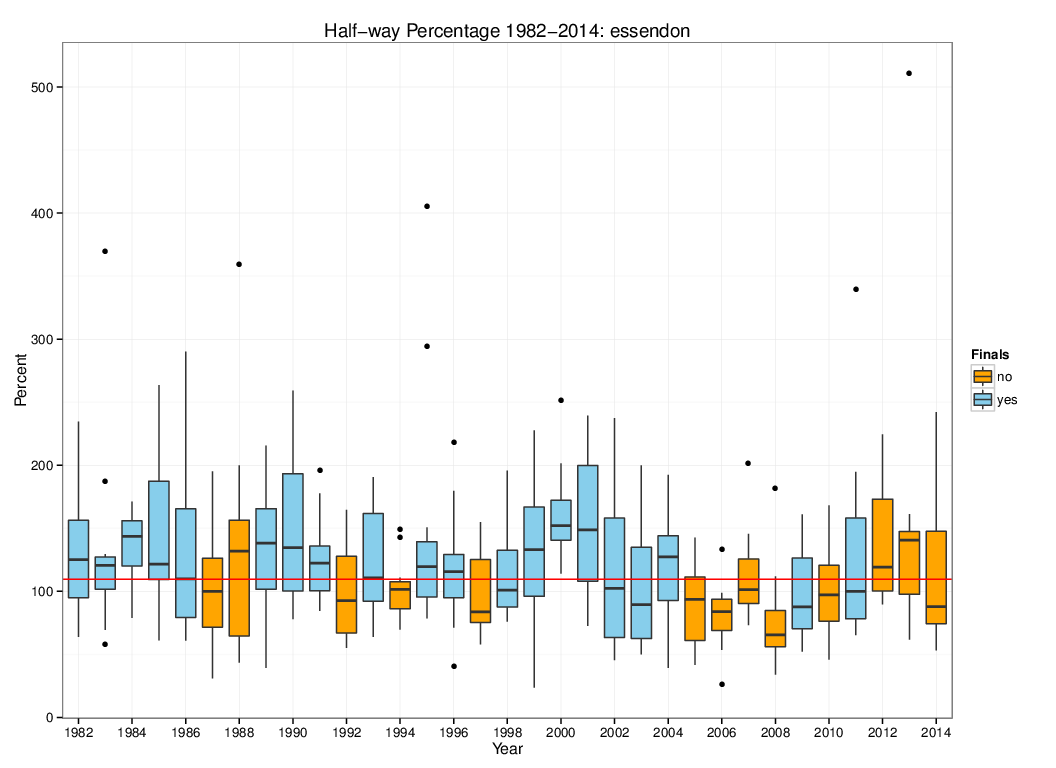 Half−way Percentage 1982−2014: essendon
500
400
300
200
100
0
Percent
1982 1984 1986 1988 1990 1992 1994 1996 1998 2000 2002 2004 2006 2008 2010 2012 2014
Year
Finals
no
yes